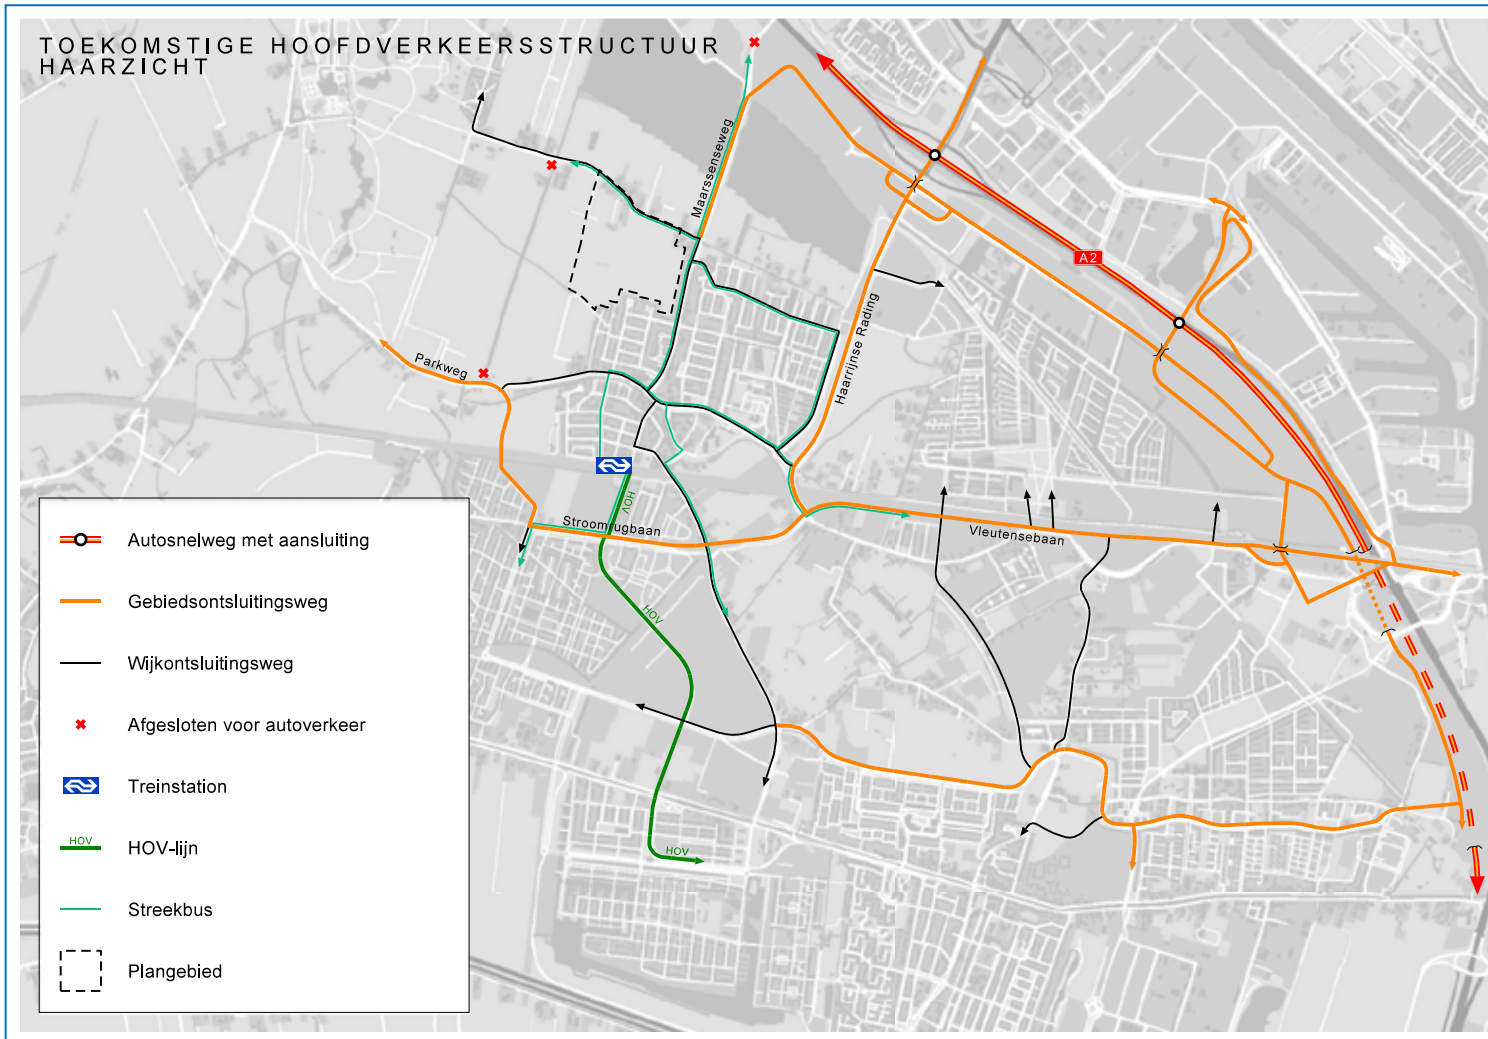 TOEKOMSTIGE HOOFDVERKEERSSTRUCTUUR
HAARZICHT
Maarssenseweg
A2
Haarrijnse Rading
Parkweg
HOV
Stroomrugbaan
Vleutensebaan
HOV
HOV
Autosnelweg met aansluiting
Gebiedsontsluitingsweg
Wijkontsluitingsweg
Afgesloten voor autoverkeer
Treinstation
HOV
HOV-lijn
Streekbus
Plangebied